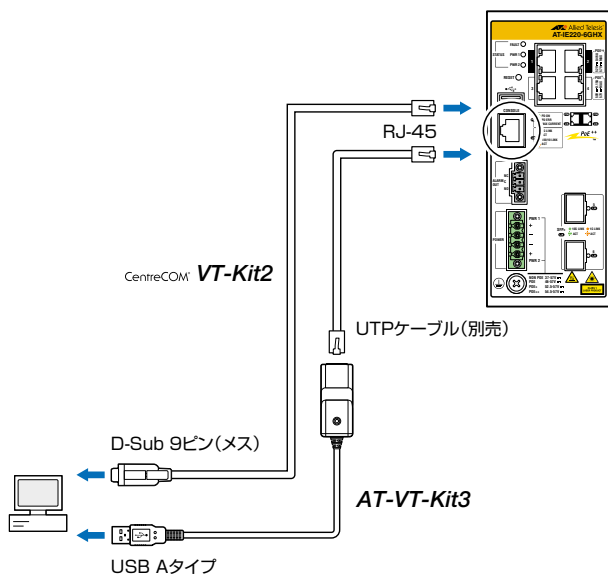 Allied Telesis
AT-IE220-6GHX
FAULT
STATUS
PWR 1
PWR 2
RESET
CONSOLE
PoE++
ALARM OUT
POWER
PWR 1
+
−
−
+
PWR 2
RJ-45
CentreCOM® VT-Kit2
UTPケーブル(別売)
D-Sub 9ピン(メス)
AT-VT-Kit3
USB Aタイプ